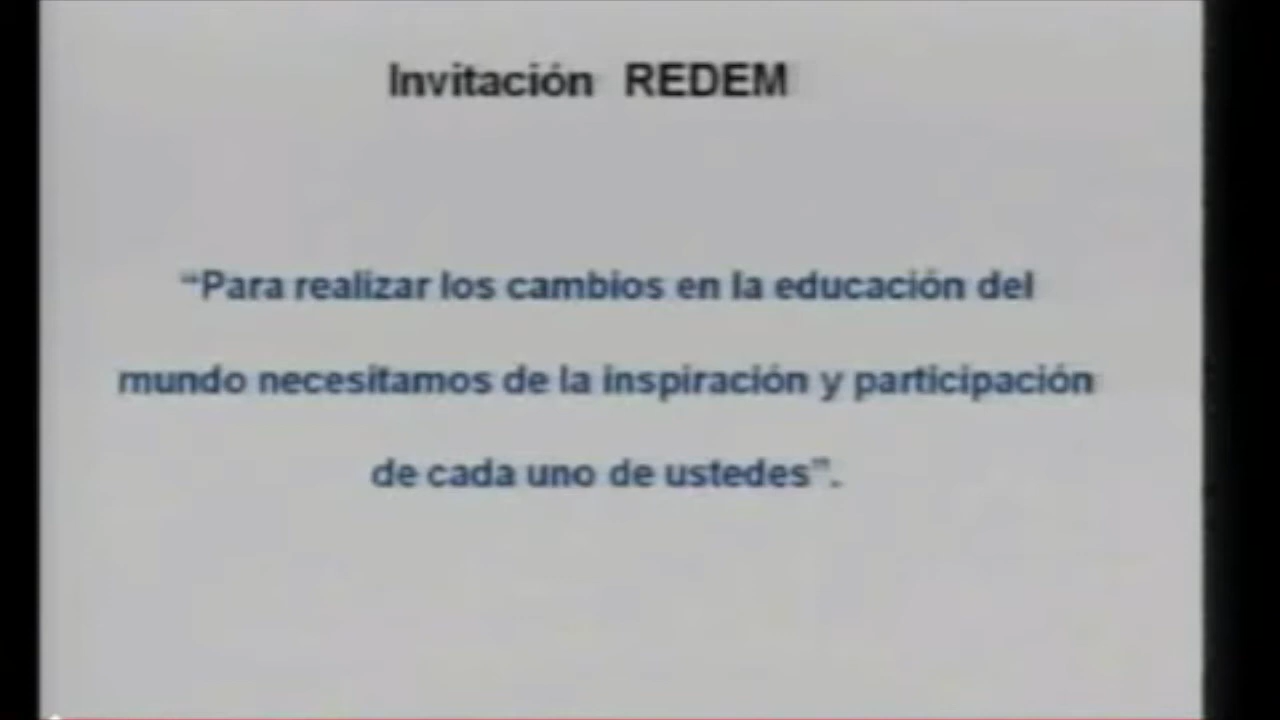 Invitación REDEM
“Para realizar los cambios en la educación del
mundo necesitamos de la inspiración y participación
de cada uno de ustedes”.